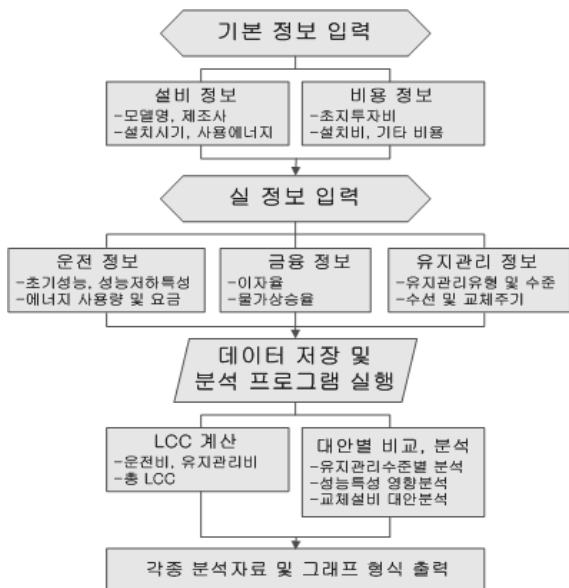 기본 정보 입력
설비 정보
-모델명, 제조사
-설치시기, 사용에너지
비용 정보
-초지투자비
-설치비, 기타 비용
실 정보 입력
운전 정보
-초기성능, 성능저하특성
-에너지 사용량 및 요금
금융 정보
-이자율
-물가상승율
유지관리 정보
-유지관리유형 및 수준
-수선 및 교체주기
데이터 저장 및
분석 프로그램 실행
LCC 계산
-운전비, 유지관리비
-총 LCC
대안별 비교, 분석
-유지관리수준별 분석
-성능특성 영향분석
-교체설비 대안분석
각종 분석자료 및 그래프 형식 출력